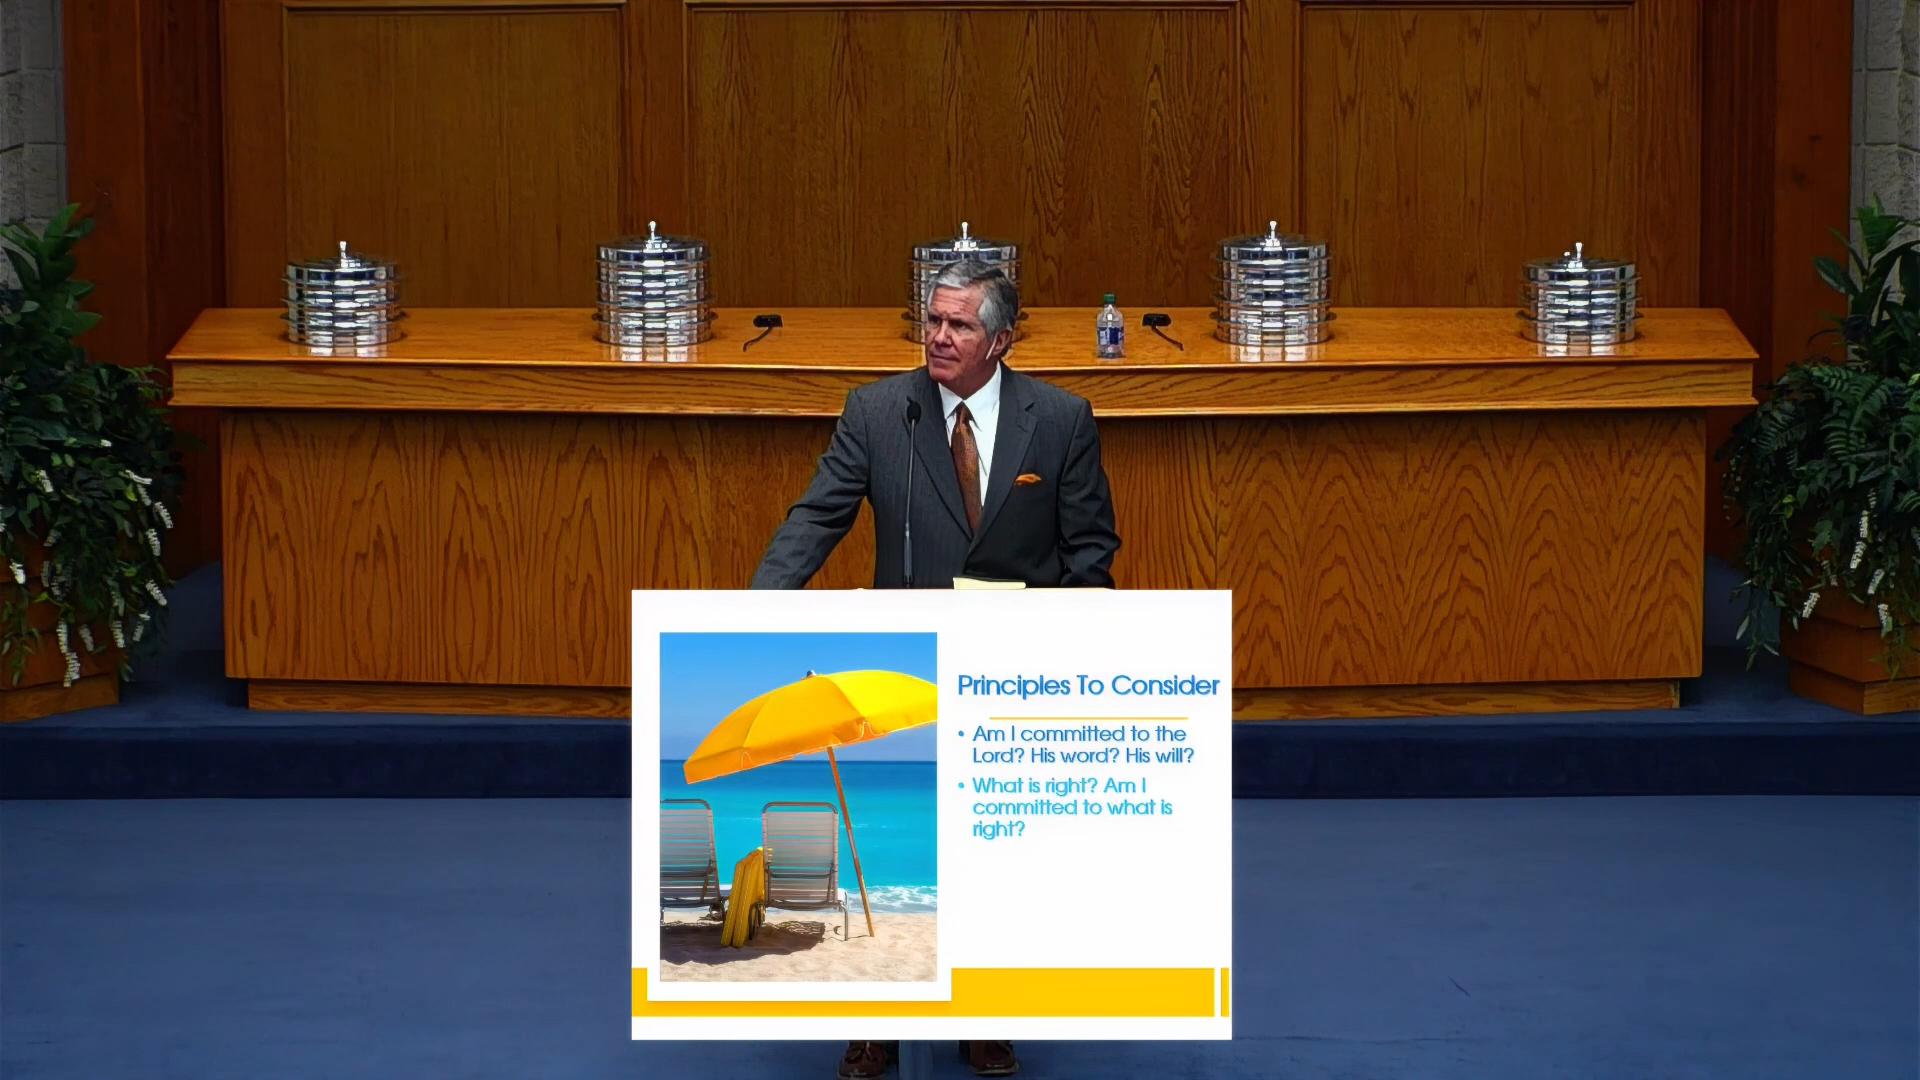 Principles To Consider
• Am I committed to the
Lord? His word? His will?
• What is right? Am I
committed to what is
right?